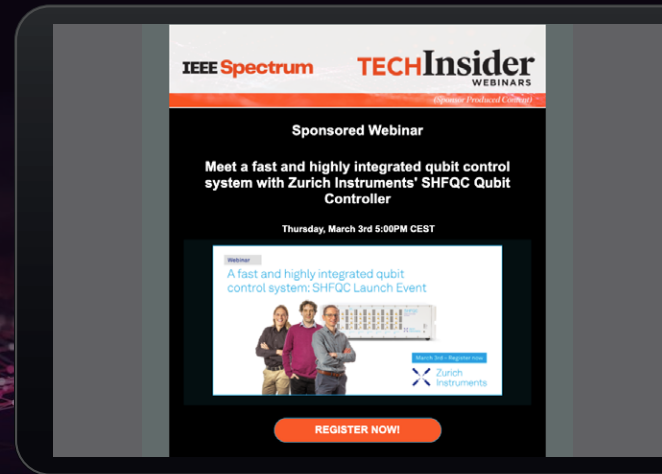 IEEE Spectrum
TECHInsider
WEBINARS
(Sponsor Produced Content)
Sponsored Webinar
Meet a fast and highly integrated qubit control
system with Zurich Instruments' SHFQC Qubit
Controller
Thursday, March 3rd 5:00PM CEST
Webinar
A fast and highly integrated qubit
control system: SHFQC Launch Event
March 3rd - Register now
Zurich
Instruments
REGISTER NOW!